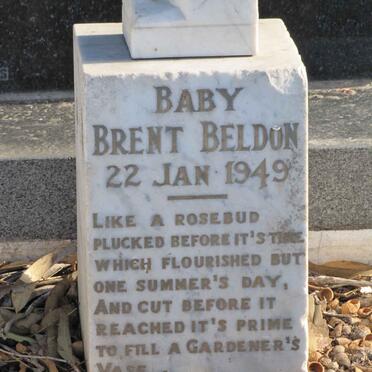 BABY
BRENT BELDON
22 JAN 1949
LIKE A ROSEBUD
PLUCKED BEFORE IT'S TIME
WHICH FLOURISHED BUT
ONE SUMMER'S DAY,
AND CUT BEFORE IT
REACHED IT'S PRIME
TO FILL A GARDENER'S
VASE